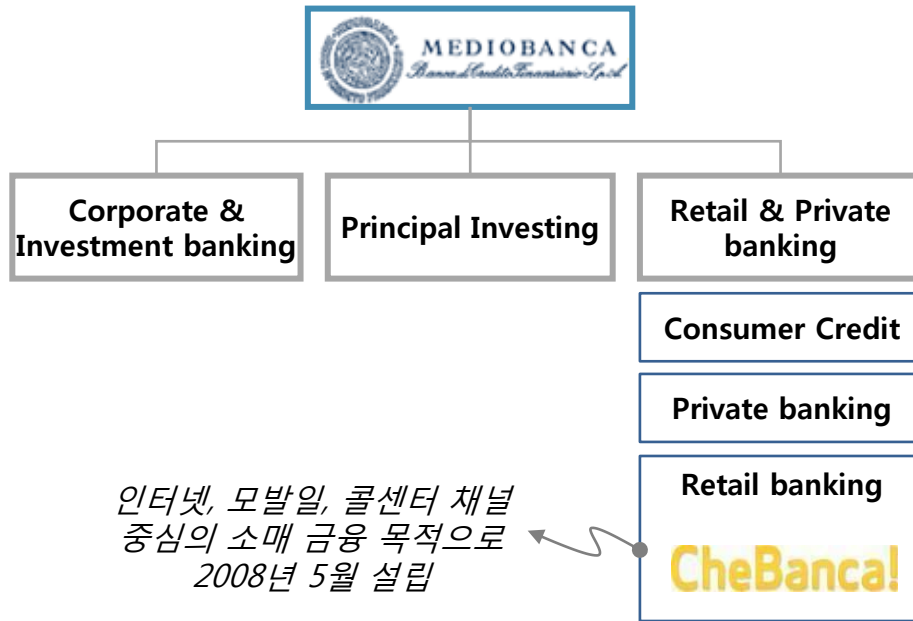 MEDIOBANCA
Banca di Credito Finanziario S.p.A.
Corporate &
Investment banking
Principal Investing
Retail & Private
banking
Consumer Credit
Private banking
Retail banking
CheBanca!
인터넷, 모발일, 콜센터 채널
중심의 소매 금융 목적으로
2008년 5월 설립